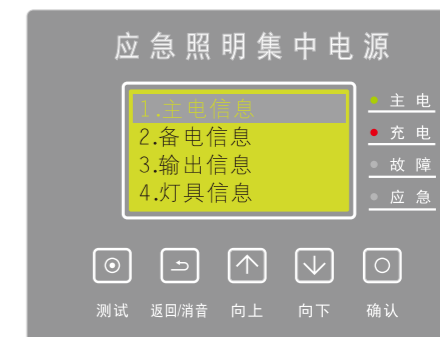 应急照明集中电源
1.主电信息
2.备电信息
3.输出信息
4.灯具信息
主电
充电
故障
应急
测试 返回/消音 向上 向下 确认